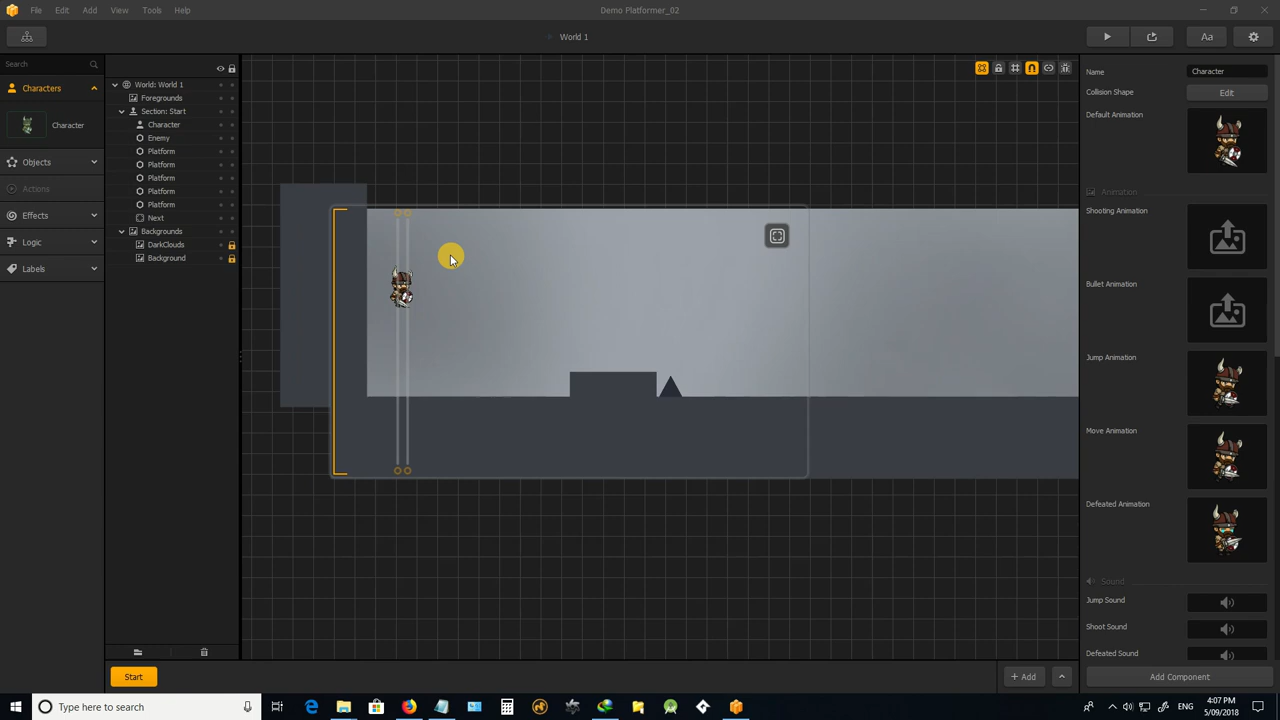 File Edit Add View Tools Help
Demo Platformer_02
World 1
Aa
Search
Characters
Character
Objects
Actions
Effects
Logic
Labels
World: World 1
Foregrounds
Section: Start
Character
Enemy
Platform
Platform
Platform
Platform
Platform
Next
Backgrounds
DarkClouds
Background
Start
+ Add
Name Character
Collision Shape Edit
Default Animation
Animation
Shooting Animation
Bullet Animation
Jump Animation
Move Animation
Defeated Animation
Sound
Jump Sound
Shoot Sound
Defeated Sound
Add Component
Type here to search
4:07 PM
ENG
5/09/2018